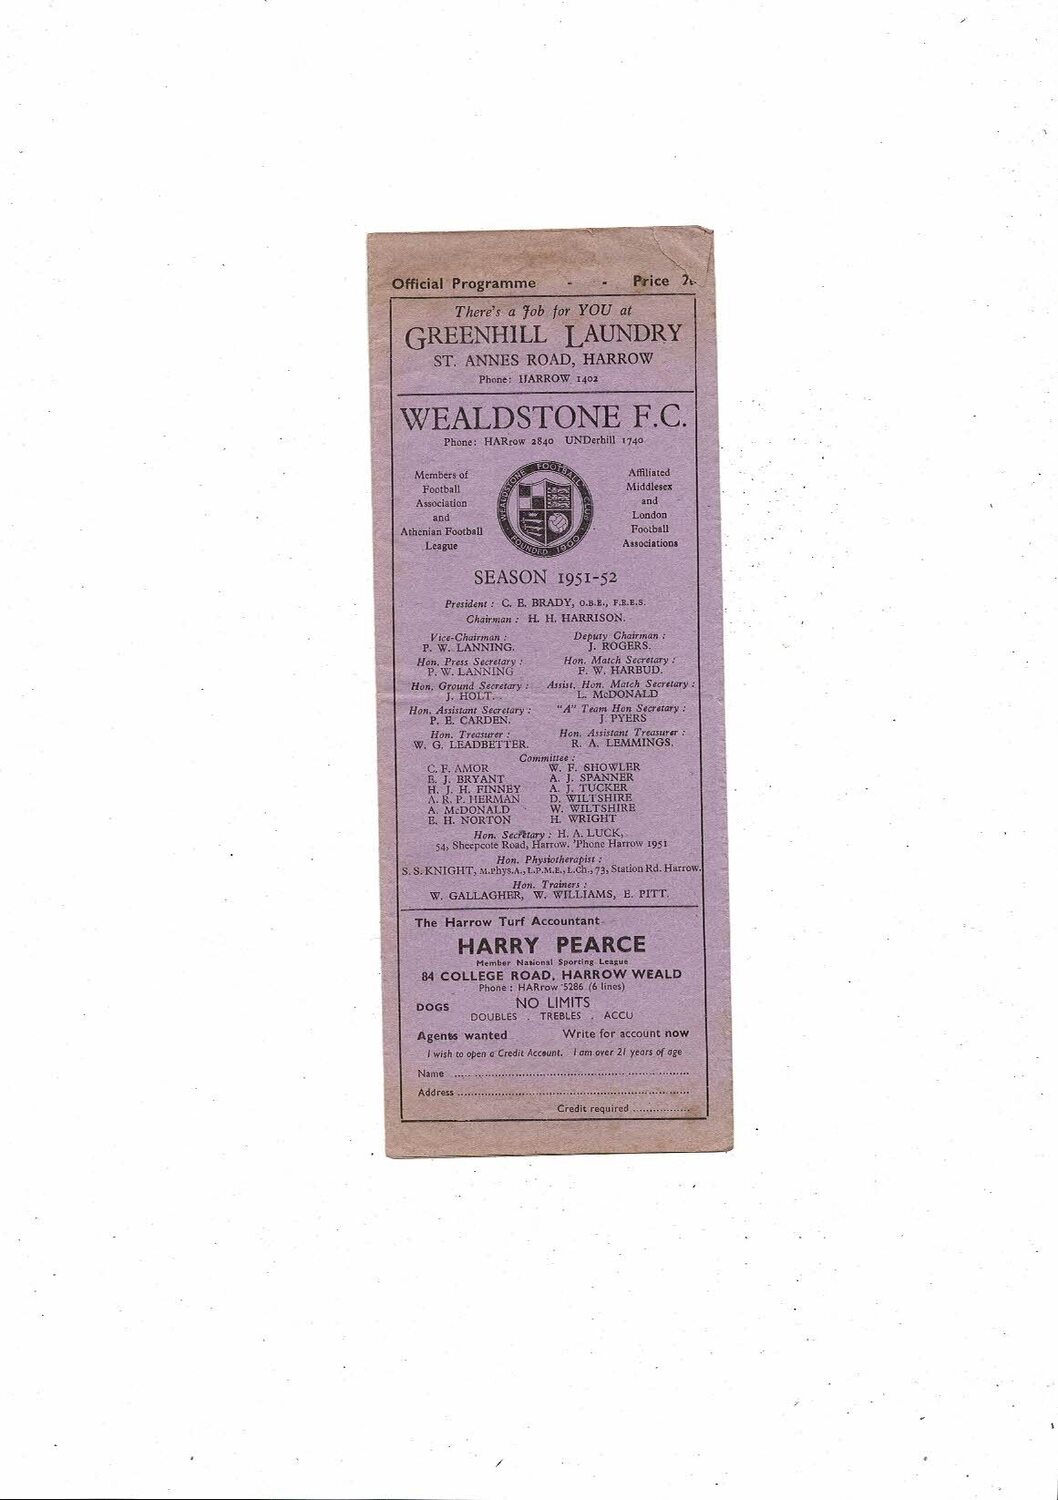 Official Programme - - Price
There's a Job for YOU at
GREENHILL LAUNDRY
ST. ANNES ROAD, HARROW
Phone: HARROW 1402
WEALDSTONE F.C.
Phone: HARrow 2840 UNDerhill 1740
Members of
Football
Association
and
Athenian Football
League
WEALDSTONE FOOTBALL CLUB
FOUNDED 1900
Affiliated
Middlesex
and
London
Football
Associations
SEASON 1951-52
President : C. E. BRADY, O.B.E., F.R.E.S.
Chairman : H. H. HARRISON.
Vice-Chairman : Deputy Chairman :
P. W. LANNING. J. ROGERS.
Hon. Press Secretary : Hon. Match Secretary :
P. W. LANNING F. W. HARBUD.
Hon. Ground Secretary : Assist. Hon. Match Secretary :
J. HOLT. L. McDONALD
Hon. Assistant Secretary : "A" Team Hon Secretary :
P. E. CARDEN. J. PYERS
Hon. Treasurer : Hon. Assistant Treasurer :
W. G. LEADBETTER. R. A. LEMMINGS.
Committee :
C. F. AMOR W. F. SHOWLER
E. J. BRYANT A. J. SPANNER
H. J. H. FINNEY A. J. TUCKER
A. R. P. HERMAN D. WILTSHIRE
A. McDONALD W. WILTSHIRE
E. H. NORTON H. WRIGHT
Hon. Secretary : H. A. LUCK,
54, Sheepcote Road, Harrow. 'Phone Harrow 1951
Hon. Physiotherapist :
S. S. KNIGHT, M.Phys.A., L.P.M.E., L.Ch., 73, Station Rd. Harrow.
Hon. Trainers :
W. GALLAGHER, W. WILLIAMS, E. PITT.
The Harrow Turf Accountant
HARRY PEARCE
Member National Sporting League
84 COLLEGE ROAD, HARROW WEALD
Phone : HARrow 5286 (6 lines)
DOGS NO LIMITS
DOUBLES . TREBLES . ACCU
Agents wanted Write for account now
I wish to open a Credit Account. I am over 21 years of age
Name
Address
Credit required